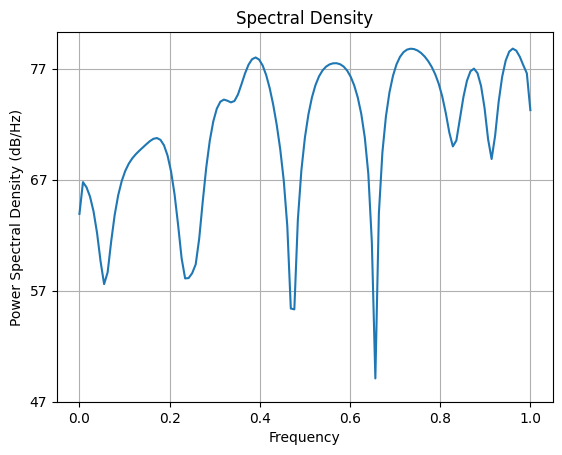 Spectral Density
Power Spectral Density (dB/Hz)
77
67
57
47
0.0 0.2 0.4 0.6 0.8 1.0
Frequency